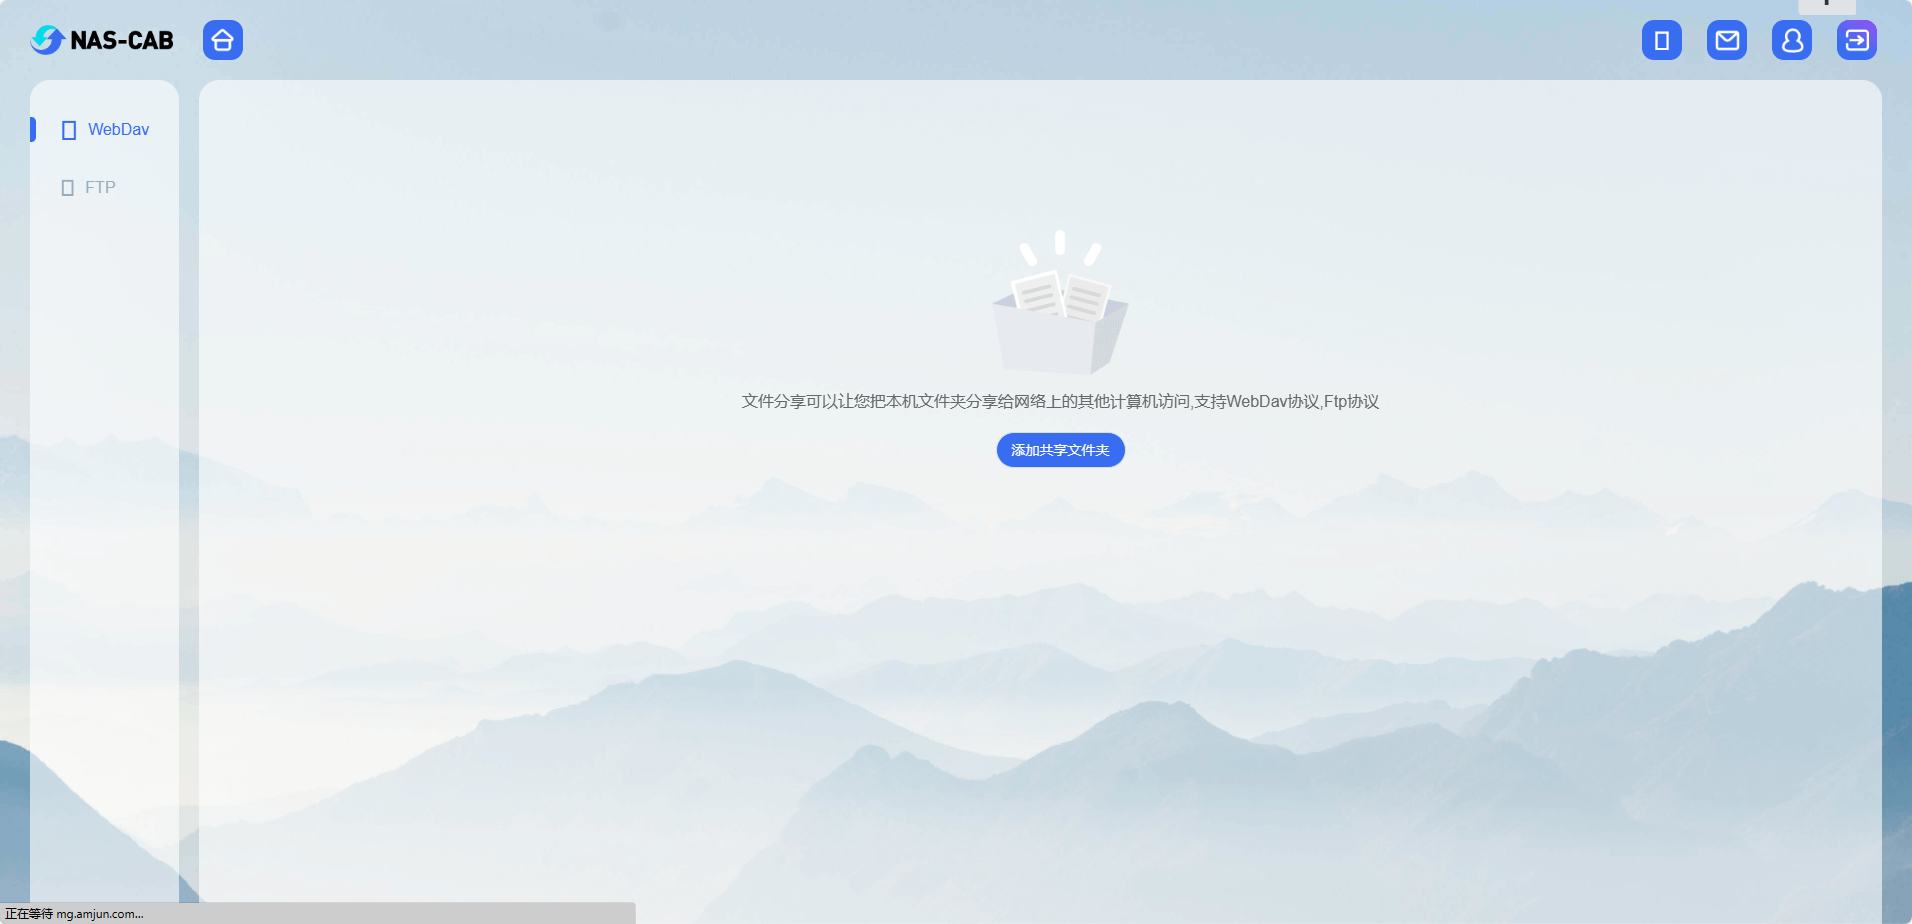 NAS-CAB
WebDav
FTP
文件分享可以让您把本机文件夹分享给网络上的其他计算机访问,支持WebDav协议,Ftp协议
添加共享文件夹
正在等待 mg.amjun.com...